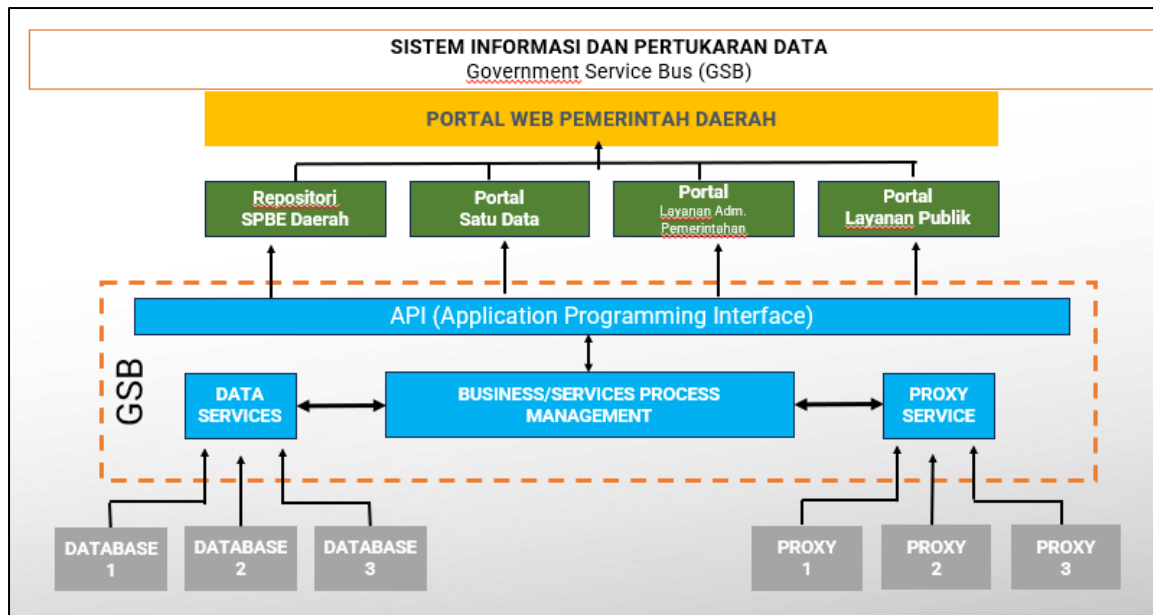 SISTEM INFORMASI DAN PERTUKARAN DATA
Government Service Bus (GSB)
PORTAL WEB PEMERINTAH DAERAH
Repositori
SPBE Daerah
Portal
Satu Data
Portal
Layanan Adm.
Pemerintahan
Portal
Layanan Publik
API (Application Programming Interface)
GSB
DATA
SERVICES
BUSINESS/SERVICES PROCESS
MANAGEMENT
PROXY
SERVICE
DATABASE
1
DATABASE
2
DATABASE
3
PROXY
1
PROXY
2
PROXY
3